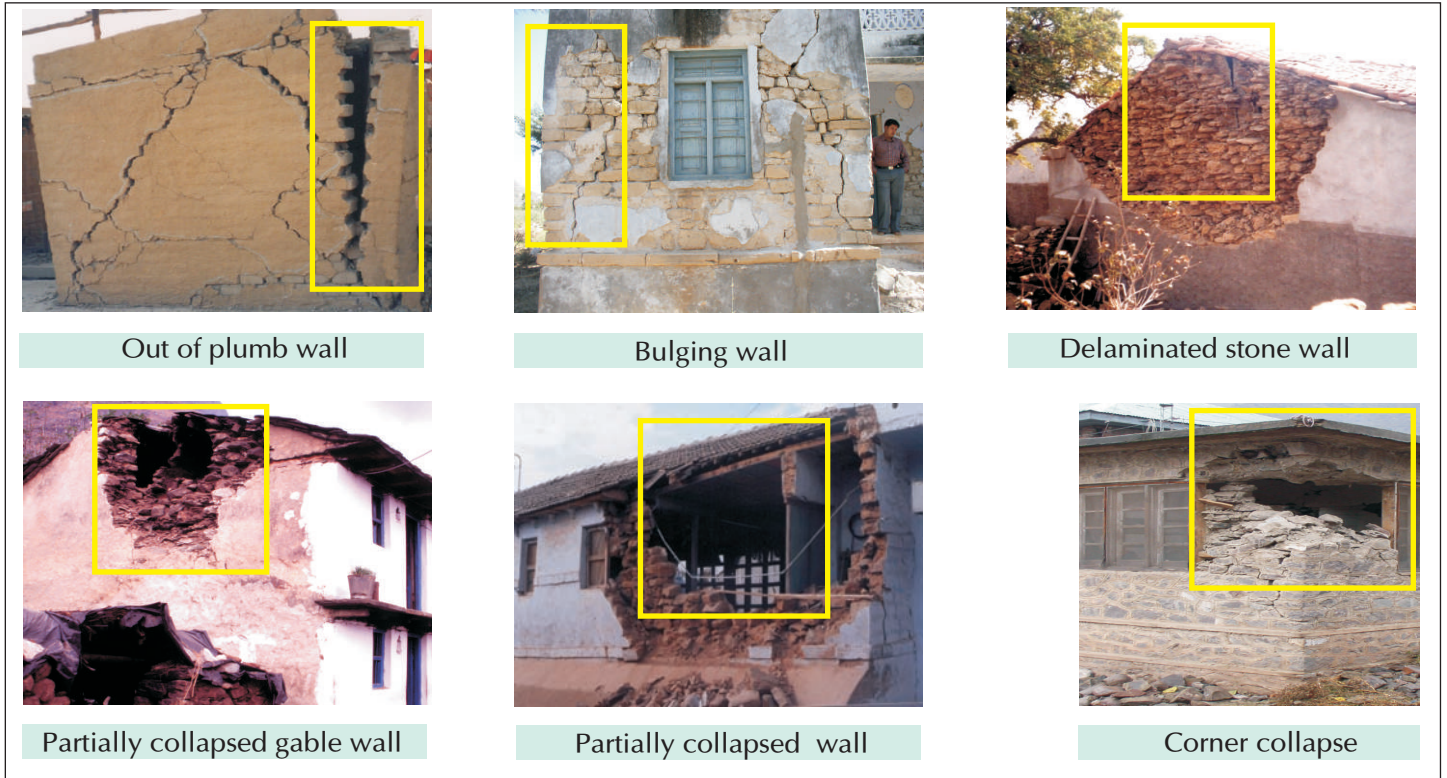 Out of plumb wall
Bulging wall
Delaminated stone wall
Partially collapsed gable wall
Partially collapsed wall
Corner collapse